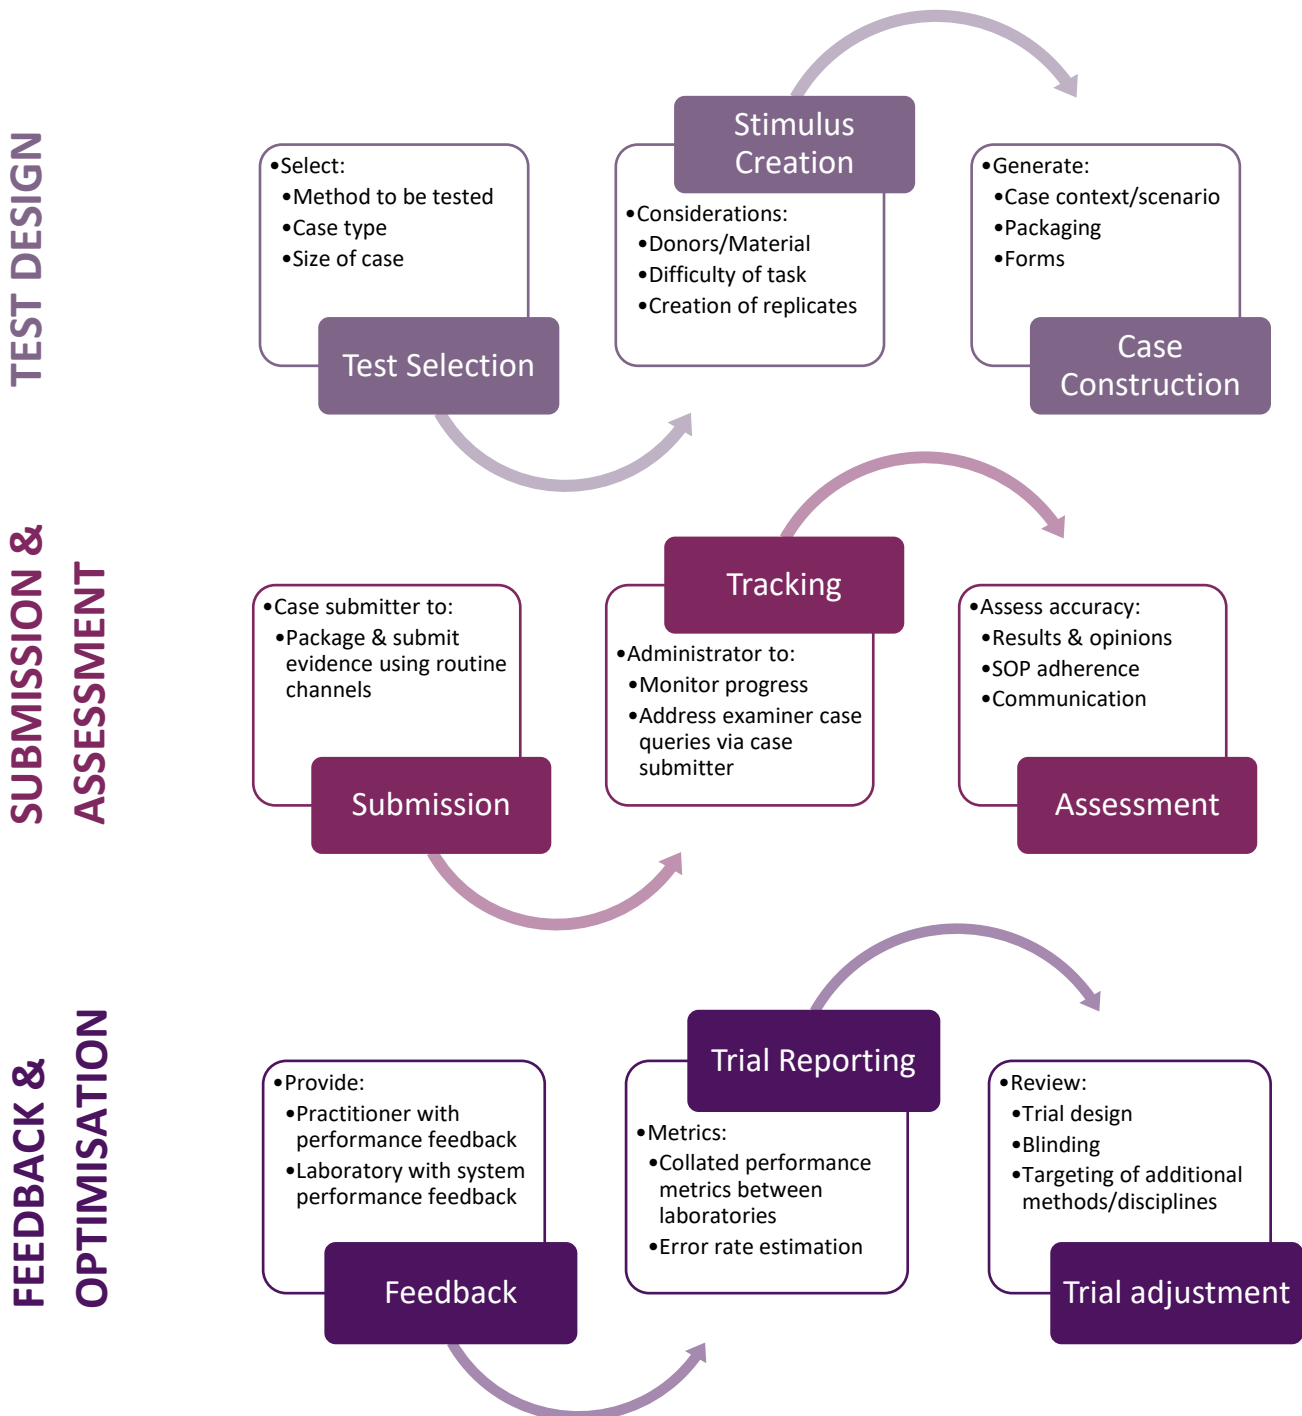 TEST DESIGN
•Select:
•Method to be tested
•Case type
•Size of case
Test Selection
Stimulus
Creation
•Considerations:
•Donors/Material
•Difficulty of task
•Creation of replicates
•Generate:
•Case context/scenario
•Packaging
•Forms
Case
Construction
SUBMISSION &
ASSESSMENT
•Case submitter to:
•Package & submit
evidence using routine
channels
Submission
Tracking
•Administrator to:
•Monitor progress
•Address examiner case
queries via case
submitter
•Assess accuracy:
•Results & opinions
•SOP adherence
•Communication
Assessment
FEEDBACK &
OPTIMISATION
•Provide:
•Practitioner with
performance feedback
•Laboratory with system
performance feedback
Feedback
Trial Reporting
•Metrics:
•Collated performance
metrics between
laboratories
•Error rate estimation
•Review:
•Trial design
•Blinding
•Targeting of additional
methods/disciplines
Trial adjustment